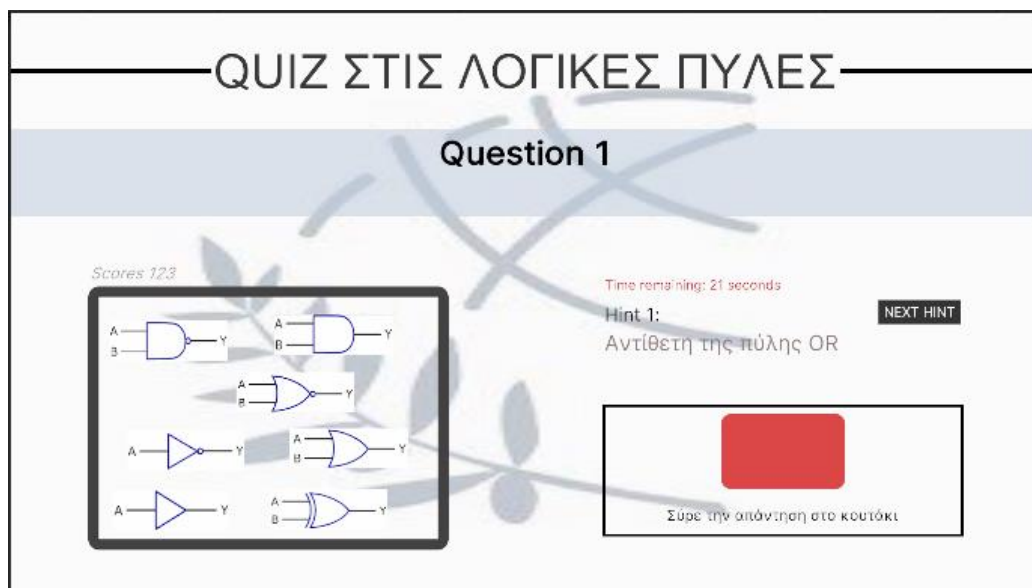 QUIZ ΣΤΙΣ ΛΟΓΙΚΕΣ ΠΥΛΕΣ
Question 1
Scores 123
A
B
Y
A
B
Y
A
B
Y
A
Y
A
B
Y
A
Y
A
B
Y
Time remaining: 21 seconds
Hint 1:
NEXT HINT
Αντίθετη της πύλης OR
Σύρε την απάντηση στο κουτάκι